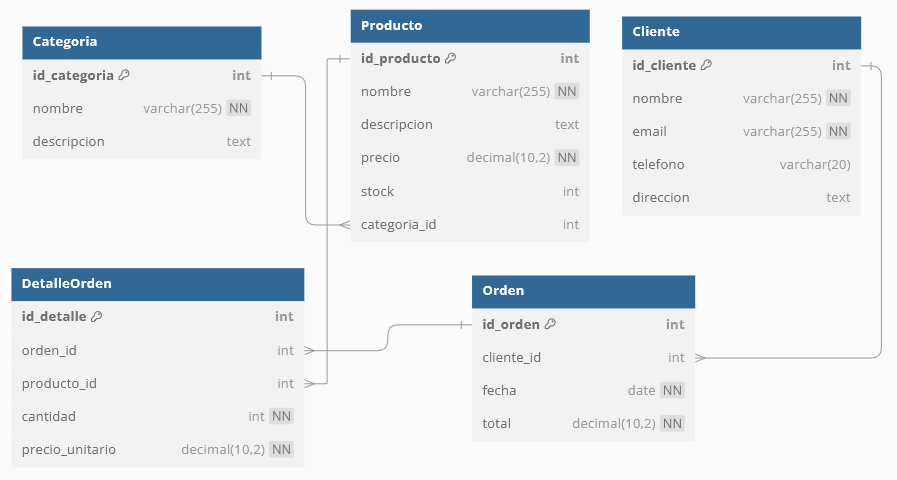 Categoria
id_categoria int
nombre varchar(255) NN
descripcion text
Producto
id_producto int
nombre varchar(255) NN
descripcion text
precio decimal(10,2) NN
stock int
categoria_id int
Cliente
id_cliente int
nombre varchar(255) NN
email varchar(255) NN
telefono varchar(20)
direccion text
DetalleOrden
id_detalle int
orden_id int
producto_id int
cantidad int NN
precio_unitario decimal(10,2) NN
Orden
id_orden int
cliente_id int
fecha date NN
total decimal(10,2) NN